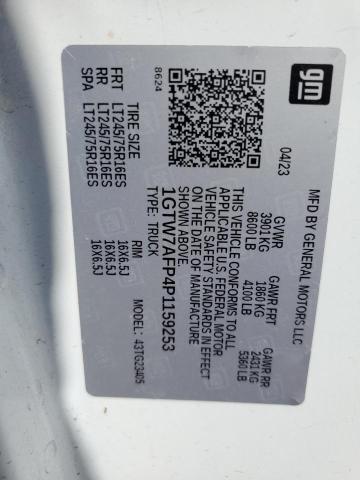 gm
MFD BY GENERAL MOTORS LLC
04/23
GVWR GAWR FRT GAWR RR
3901 KG 1860 KG 2431 KG
8600 LB 4100 LB 5360 LB
THIS VEHICLE CONFORMS TO ALL
APPLICABLE U.S. FEDERAL MOTOR
VEHICLE SAFETY STANDARDS IN EFFECT
ON THE DATE OF MANUFACTURE
SHOWN ABOVE.
1GTW7AFP4P1159253
TYPE: TRUCK MODEL: 43TG23405
8624
TIRE SIZE RIM
FRT LT245/75R16ES 16X6.5J
RR LT245/75R16ES 16X6.5J
SPA LT245/75R16ES 16X6.5J